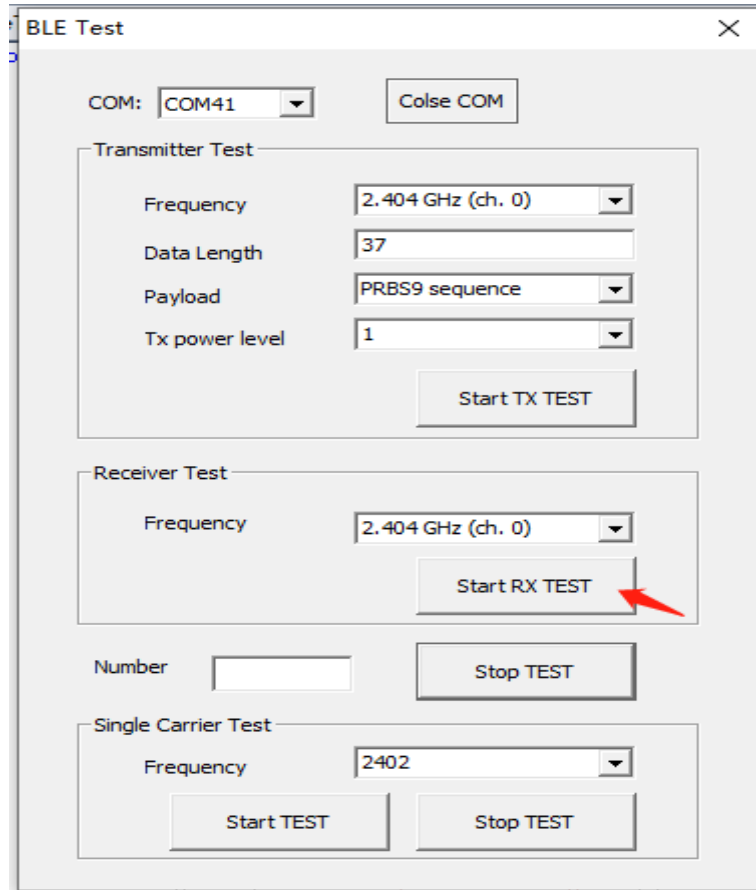 BLE Test
COM: COM41 Colse COM
Transmitter Test
Frequency 2.404 GHz (ch. 0)
Data Length 37
Payload PRBS9 sequence
Tx power level 1
Start TX TEST
Receiver Test
Frequency 2.404 GHz (ch. 0)
Start RX TEST
Number Stop TEST
Single Carrier Test
Frequency 2402
Start TEST Stop TEST